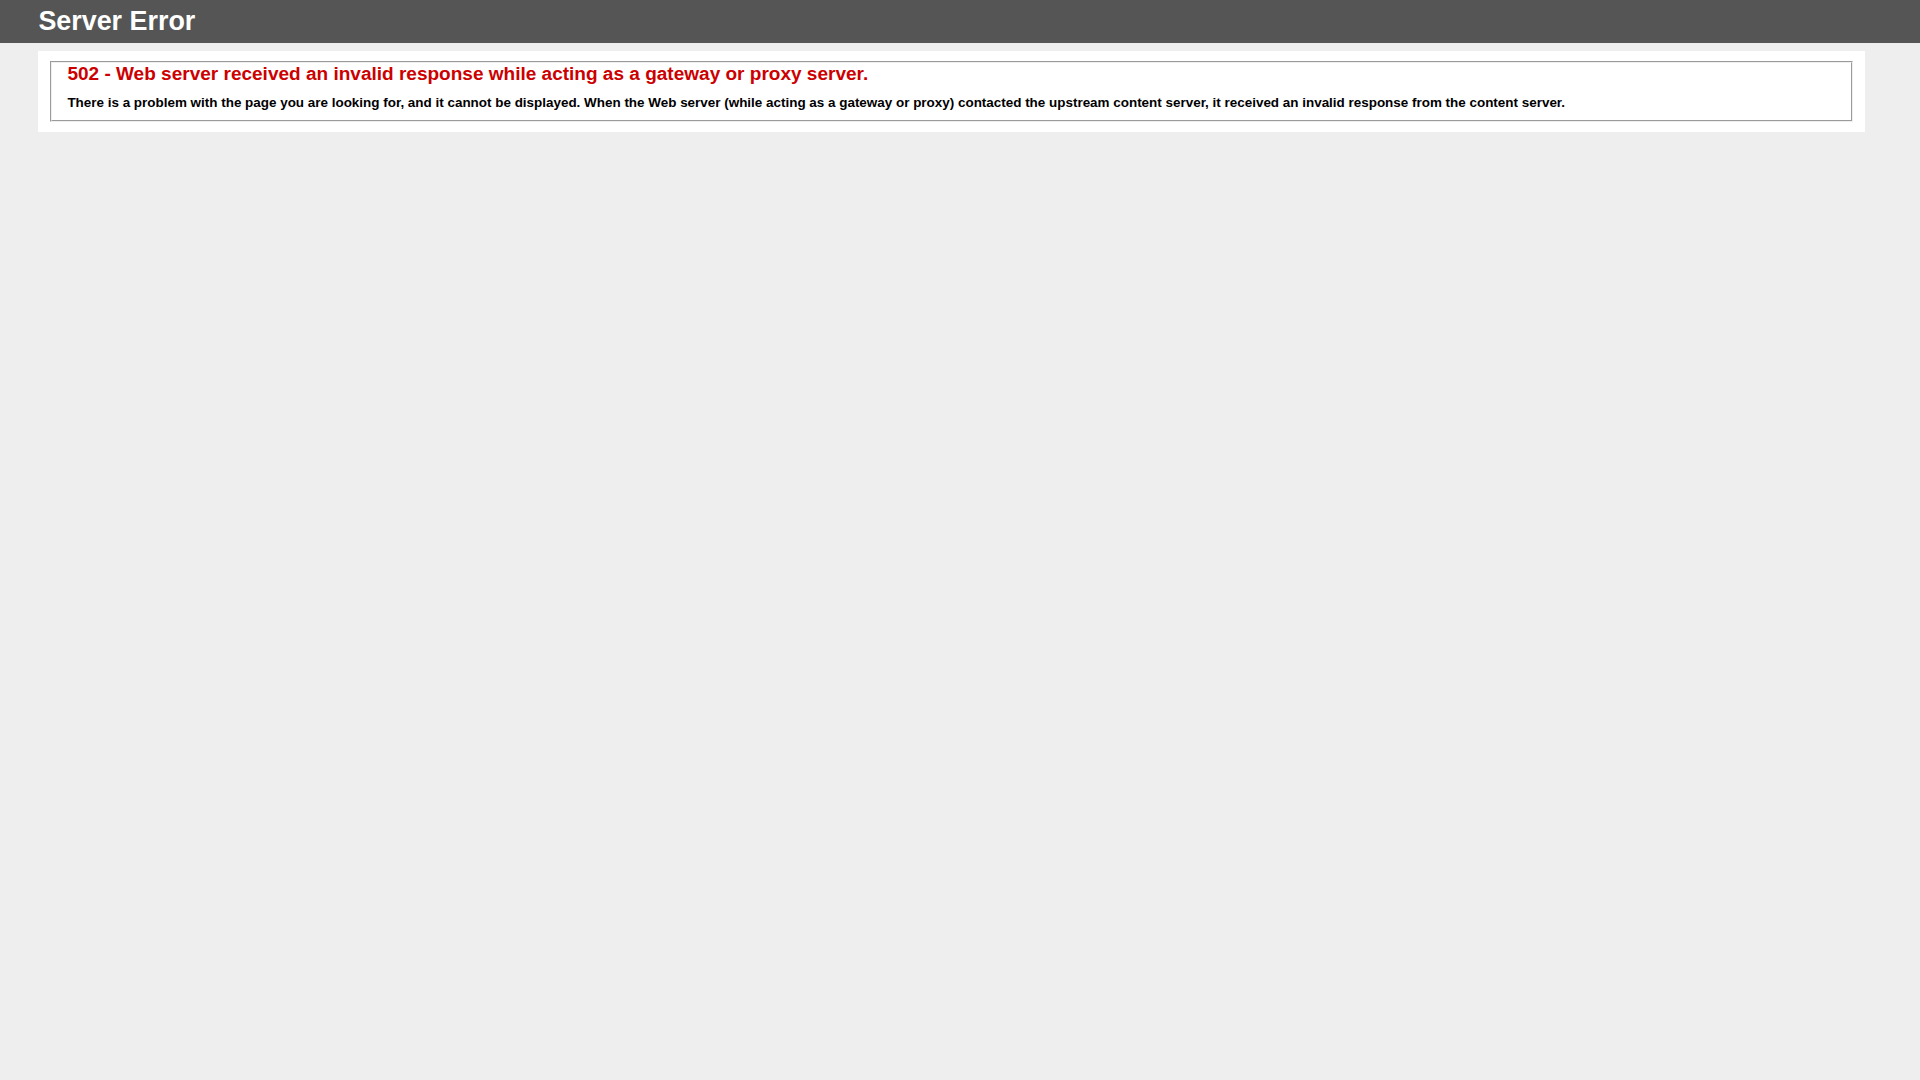 Server Error
502 - Web server received an invalid response while acting as a gateway or proxy server.
There is a problem with the page you are looking for, and it cannot be displayed. When the Web server (while acting as a gateway or proxy) contacted the upstream content server, it received an invalid response from the content server.